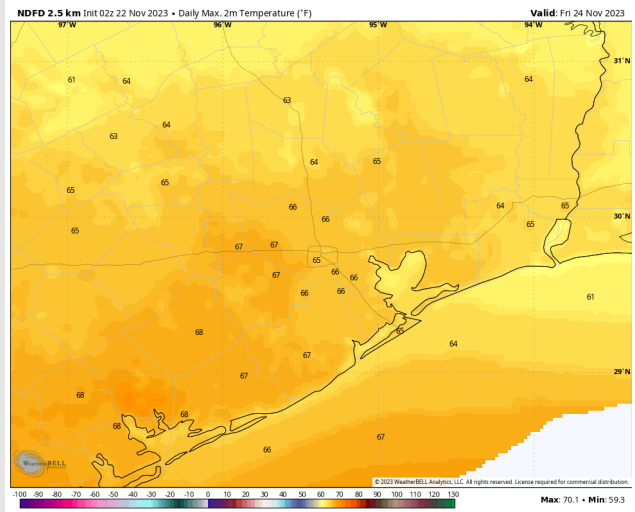 NDFD 2.5 km Init 02z 22 Nov 2023 • Daily Max. 2m Temperature (°F)
Valid: Fri 24 Nov 2023
97°W 96°W 95°W 94°W
31°N
61 64 64
63
64
63
64 65
65 65
66 64 65
30°N
66 65
65
67 67
65
66 66
67
66 66
61
68
65
64
67
29°N
67
68
68
68
67
66
WEATHERBELL
© 2023 WeatherBELL Analytics, LLC. All rights reserved. License required for commercial distribution.
-100 -90 -80 -70 -60 -50 -40 -30 -20 -10 0 10 20 30 40 50 60 70 80 90 100 110 120 130
Max: 70.1 • Min: 59.3